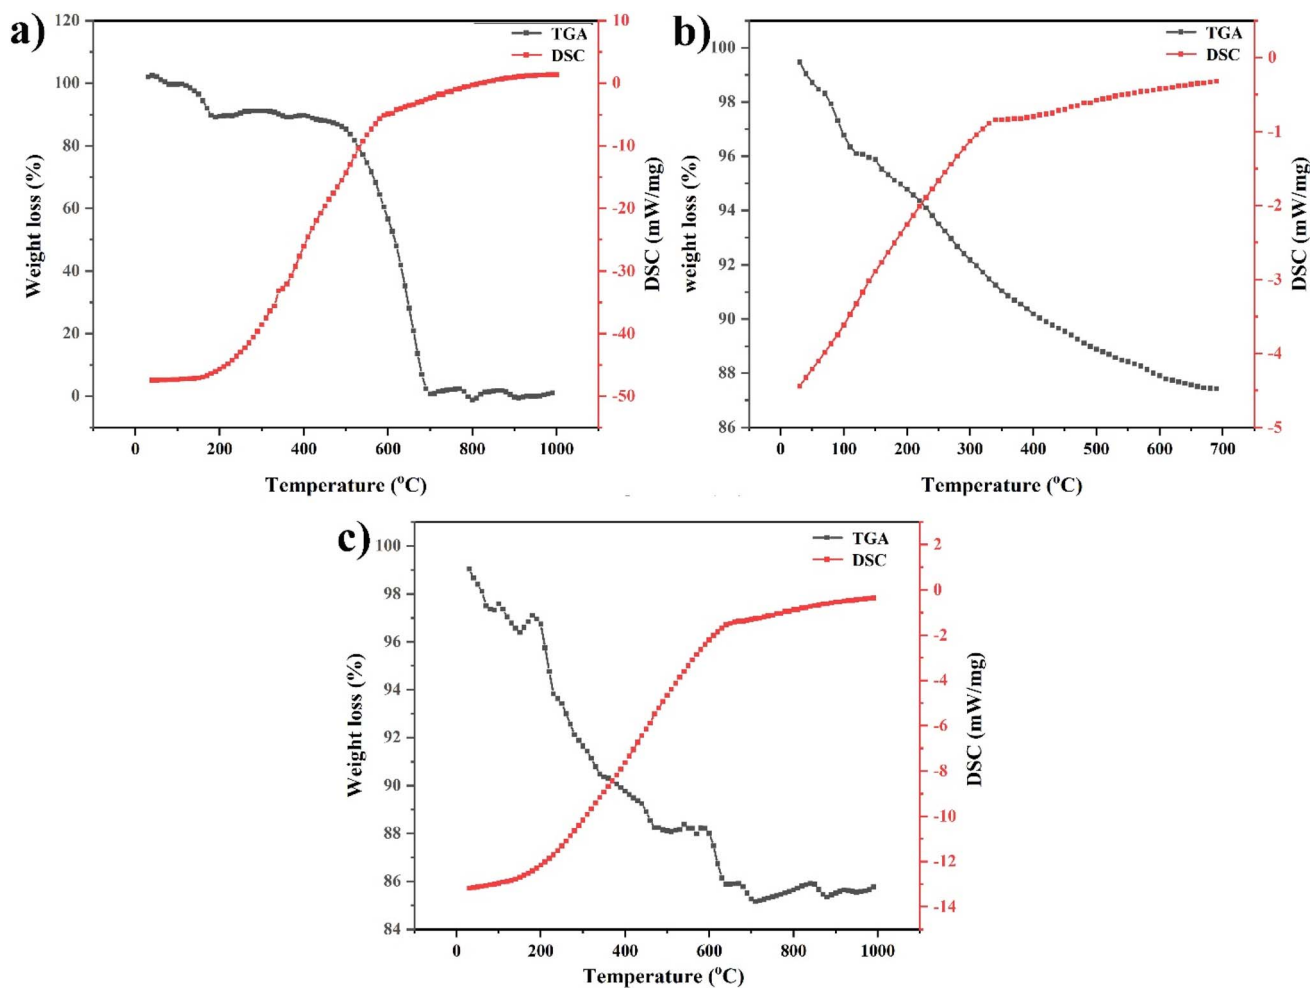 a)
TGA
DSC
120
100
80
60
40
20
0
10
0
-10
-20
-30
-40
-50
0 200 400 600 800 1000
Weight loss (%)
DSC (mW/mg)
Temperature (°C)
b)
TGA
DSC
100
98
96
94
92
90
88
86
0
-1
-2
-3
-4
-5
0 100 200 300 400 500 600 700
weight loss (%)
DSC (mW/mg)
Temperature (°C)
c)
TGA
DSC
100
98
96
94
92
90
88
86
84
2
0
-2
-4
-6
-8
-10
-12
-14
0 200 400 600 800 1000
Weight loss (%)
DSC (mW/mg)
Temperature (°C)